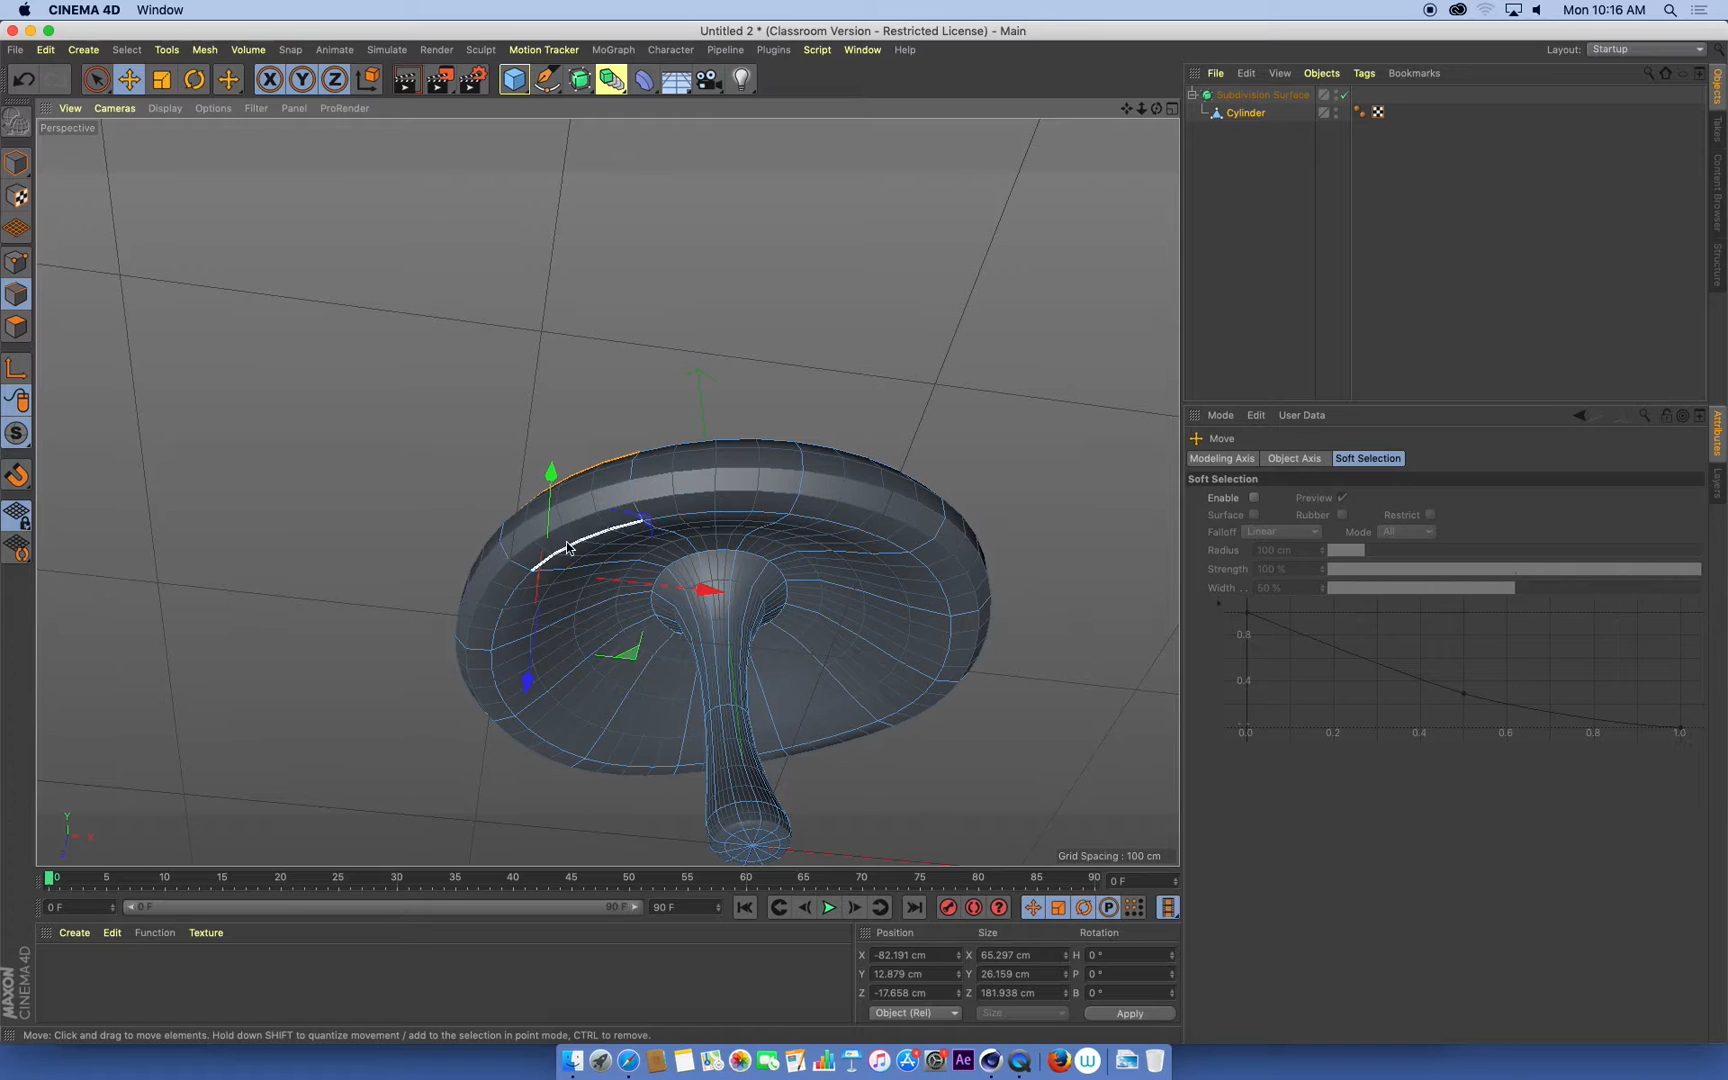 CINEMA 4D Window Mon 10:16 AM
Untitled 2 * (Classroom Version - Restricted License) - Main
File Edit Create Select Tools Mesh Volume Snap Animate Simulate Render Sculpt Motion Tracker MoGraph Character Pipeline Plugins Script Window Help Layout: Startup
X Y Z
File Edit View Objects Tags Bookmarks
View Cameras Display Options Filter Panel ProRender
Subdivision Surface
Cylinder
Perspective
Objects
Takes
Content Browser
Structure
Mode Edit User Data
Move
Modeling Axis Object Axis Soft Selection
Soft Selection
Enable Preview
Surface Rubber Restrict
Falloff Linear Mode All
Radius 100 cm
Strength 100 %
Width . . 50 %
0.8
0.4
0.0 0.2 0.4 0.6 0.8 1.0
Attributes
Layers
S
Y
X
Z
Grid Spacing : 100 cm
0 5 10 15 20 25 30 35 40 45 50 55 60 65 70 75 80 85 90 0 F
0 F 0 F 90 F 90 F
P
Create Edit Function Texture
Position Size Rotation
X -82.191 cm X 65.297 cm H 0 °
Y 12.879 cm Y 26.159 cm P 0 °
Z -17.658 cm Z 181.938 cm B 0 °
Object (Rel) Size Apply
MAXON
CINEMA 4D
Move: Click and drag to move elements. Hold down SHIFT to quantize movement / add to the selection in point mode, CTRL to remove.
Ae
W